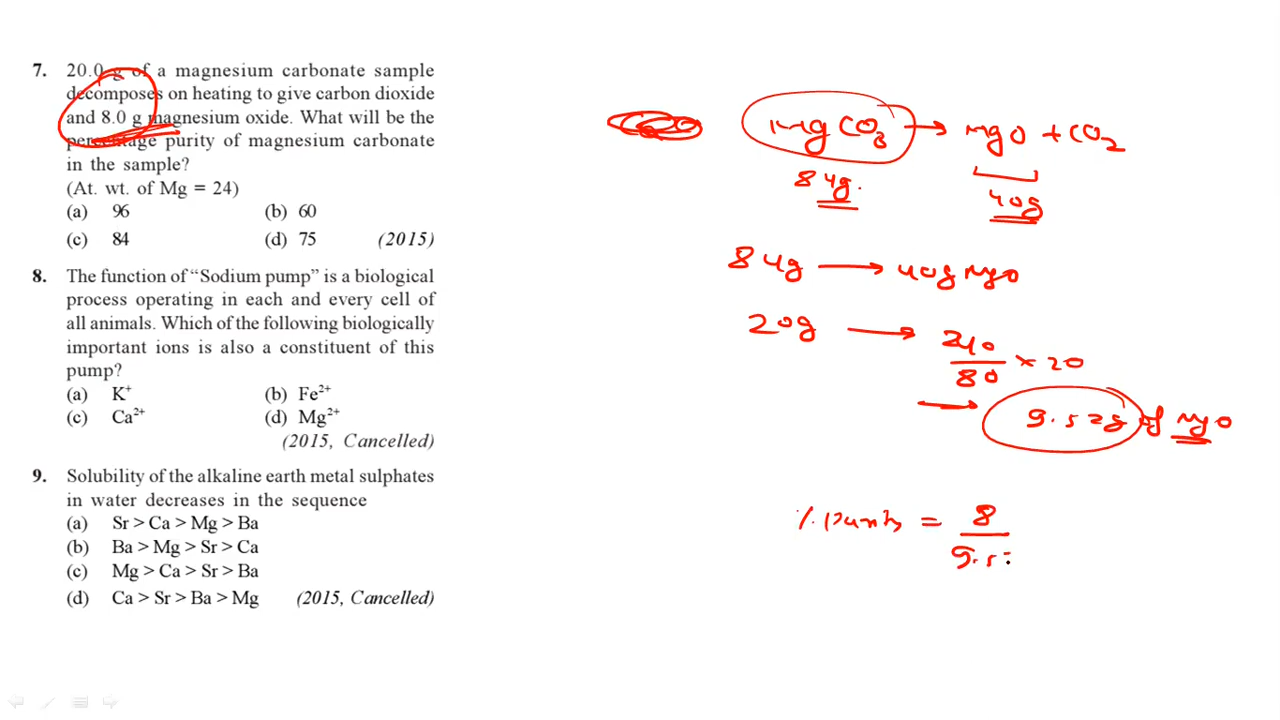 7. 20.0 g of a magnesium carbonate sample
decomposes on heating to give carbon dioxide
and 8.0 g magnesium oxide. What will be the
percentage purity of magnesium carbonate
in the sample?
(At. wt. of Mg = 24)
(a) 96 (b) 60
(c) 84 (d) 75 (2015)
8. The function of “Sodium pump” is a biological
process operating in each and every cell of
all animals. Which of the following biologically
important ions is also a constituent of this
pump?
(a) K⁺ (b) Fe²⁺
(c) Ca²⁺ (d) Mg²⁺
(2015, Cancelled)
9. Solubility of the alkaline earth metal sulphates
in water decreases in the sequence
(a) Sr > Ca > Mg > Ba
(b) Ba > Mg > Sr > Ca
(c) Mg > Ca > Sr > Ba
(d) Ca > Sr > Ba > Mg (2015, Cancelled)
MgCO₃ → MgO + CO₂
84g. 40g
84g → 40g MgO
20g → 40/80 × 20
→ 9.52g of MgO
% purity = 8/9.5